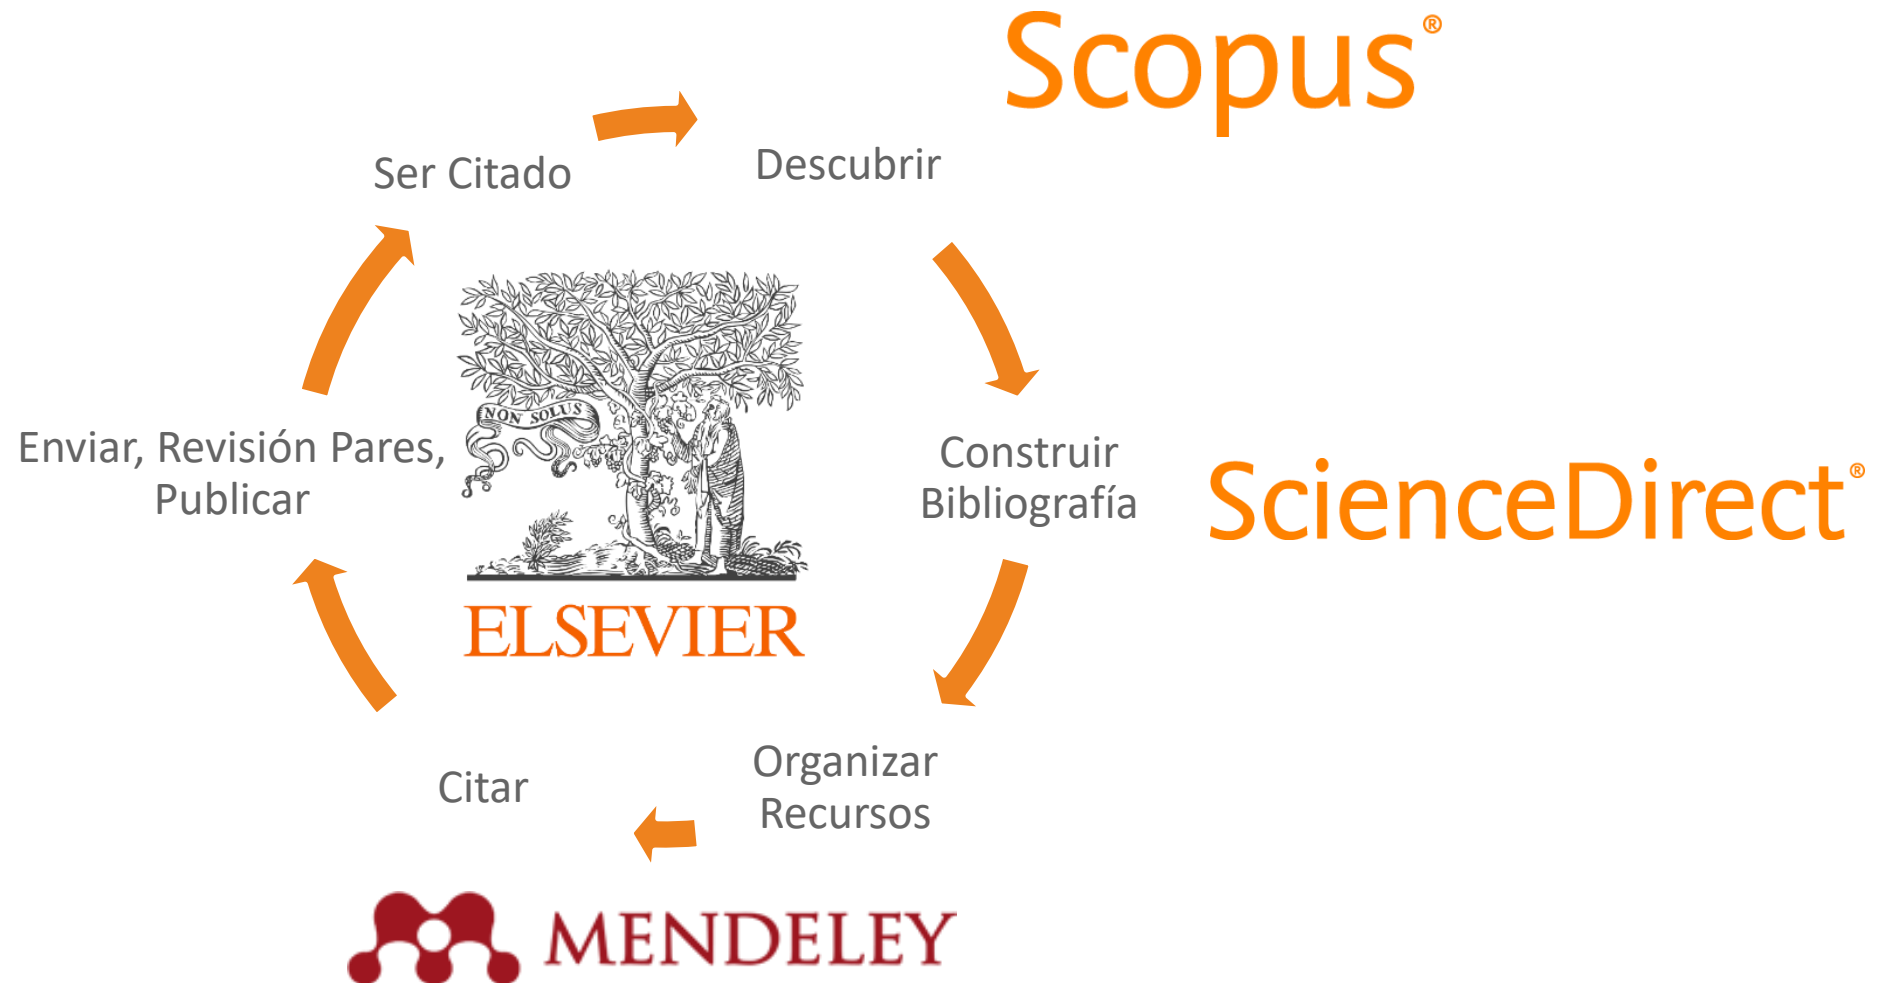 Scopus®
Ser Citado
Descubrir
NON SOLUS
Enviar, Revisión Pares,
Publicar
Construir
Bibliografía
ScienceDirect®
ELSEVIER
Organizar
Recursos
Citar
MENDELEY